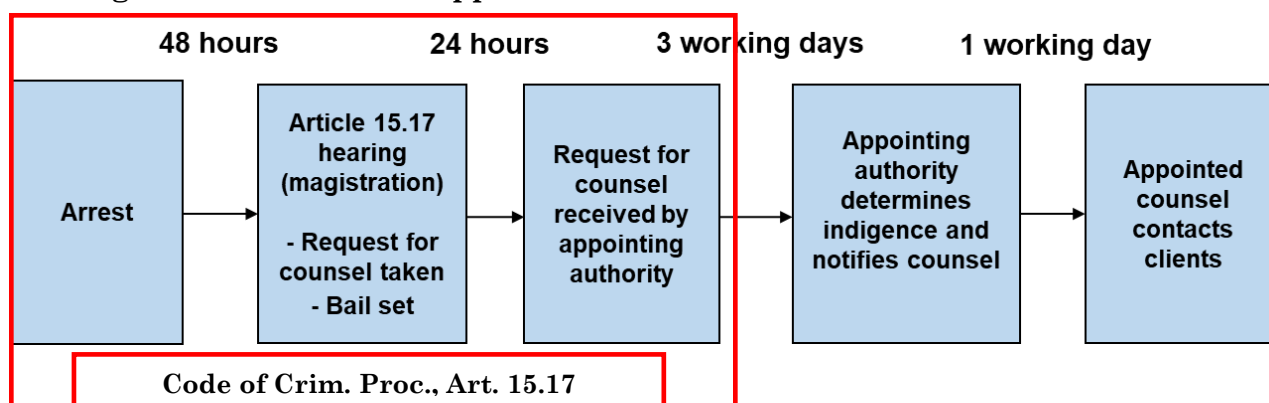 48 hours
24 hours
3 working days
1 working day
Arrest
Article 15.17
hearing
(magistration)
- Request for
counsel taken
- Bail set
Request for
counsel
received by
appointing
authority
Appointing
authority
determines
indigence and
notifies counsel
Appointed
counsel
contacts
clients
Code of Crim. Proc., Art. 15.17